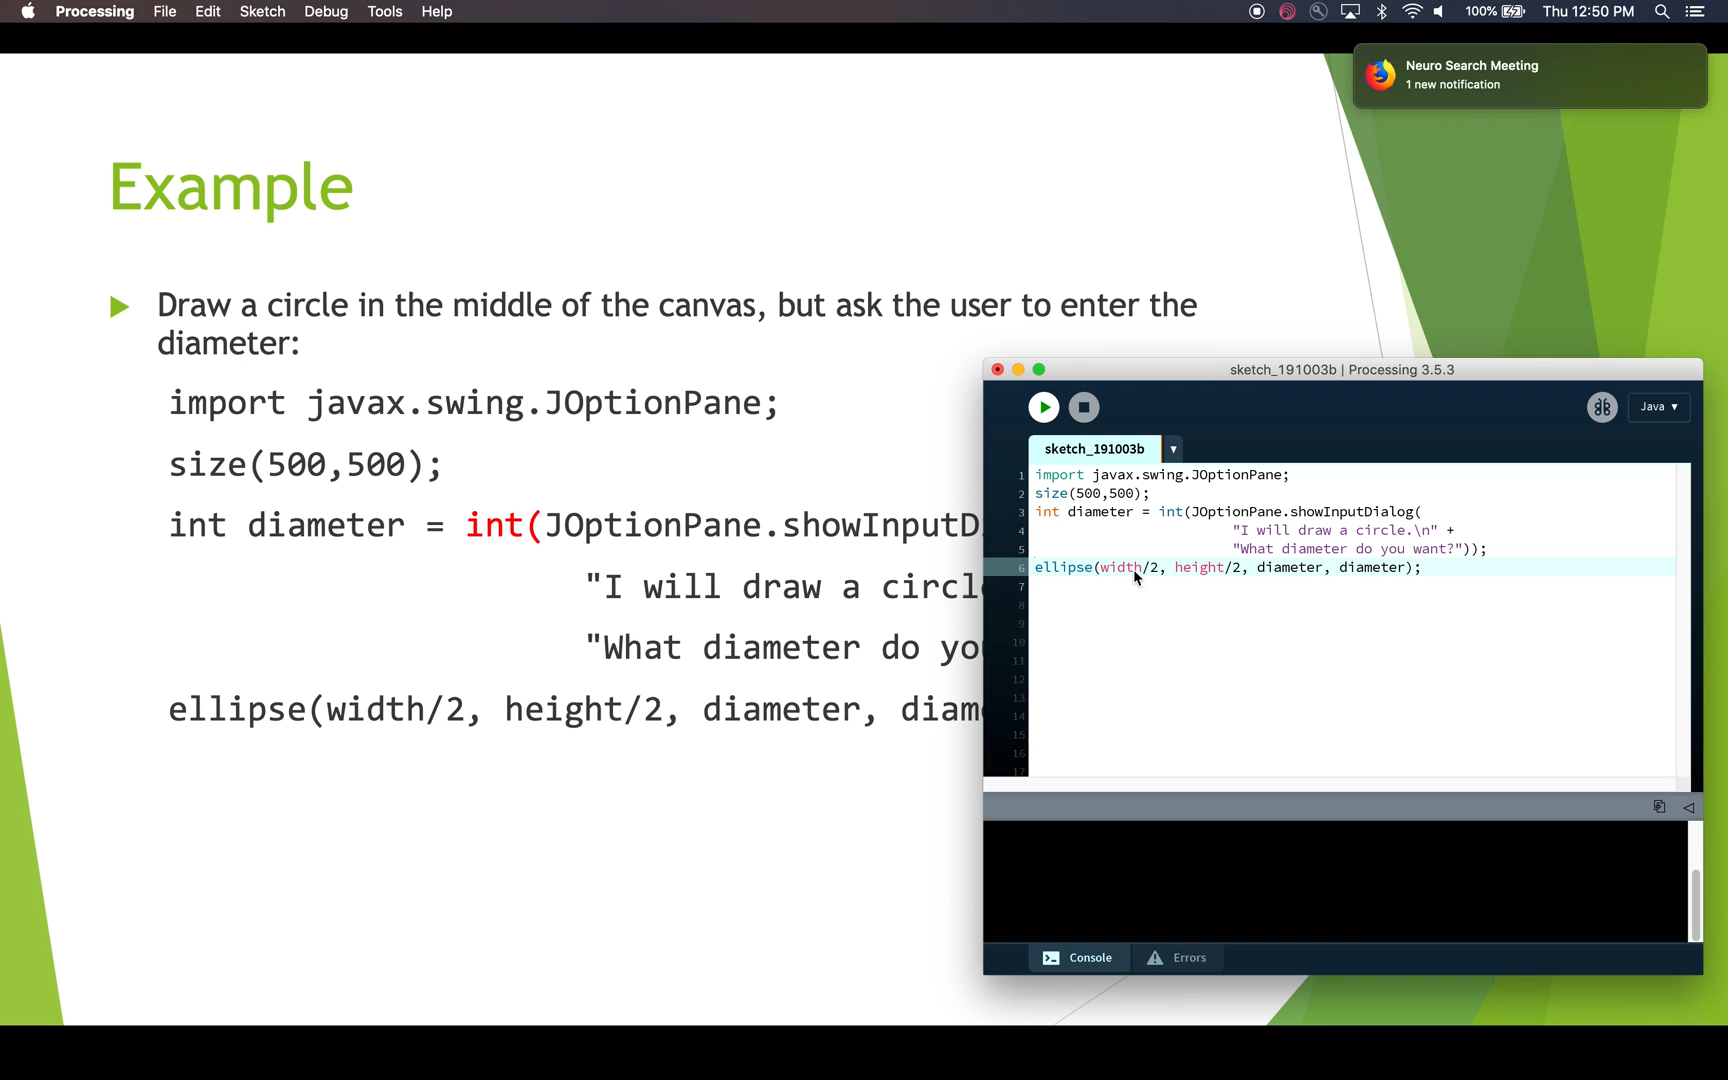 Processing File Edit Sketch Debug Tools Help 100% Thu 12:50 PM
Neuro Search Meeting
1 new notification
Example
Draw a circle in the middle of the canvas, but ask the user to enter the
diameter:
import javax.swing.JOptionPane;
size(500,500);
int diameter = int(JOptionPane.showInputD
"I will draw a circl
"What diameter do yo
ellipse(width/2, height/2, diameter, diam
sketch_191003b | Processing 3.5.3
Java
sketch_191003b
1 import javax.swing.JOptionPane;
2 size(500,500);
3 int diameter = int(JOptionPane.showInputDialog(
4 "I will draw a circle.\n" +
5 "What diameter do you want?"));
6 ellipse(width/2, height/2, diameter, diameter);
7
8
9
10
11
12
13
14
15
16
17
Console Errors